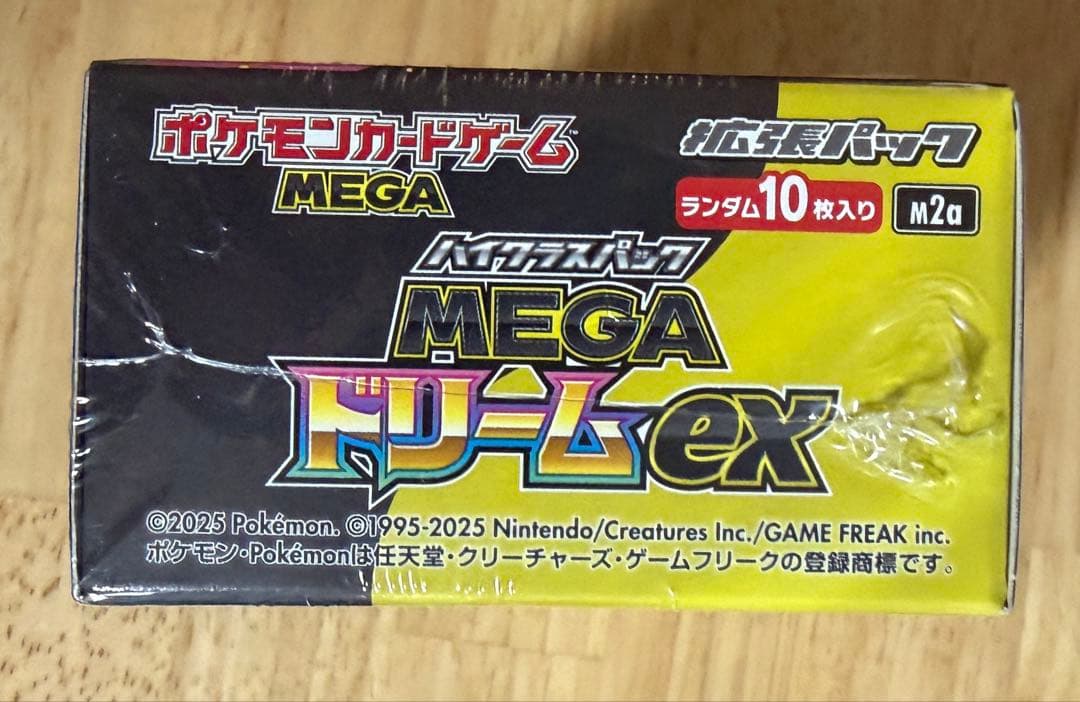 ポケモンカードゲーム™
MEGA
拡張パック
ランダム10枚入り
M2a
ハイクラスパック
MEGA
ドリームex
©2025 Pokémon. ©1995-2025 Nintendo/Creatures Inc./GAME FREAK inc.
ポケモン・Pokémonは任天堂・クリーチャーズ・ゲームフリークの登録商標です。